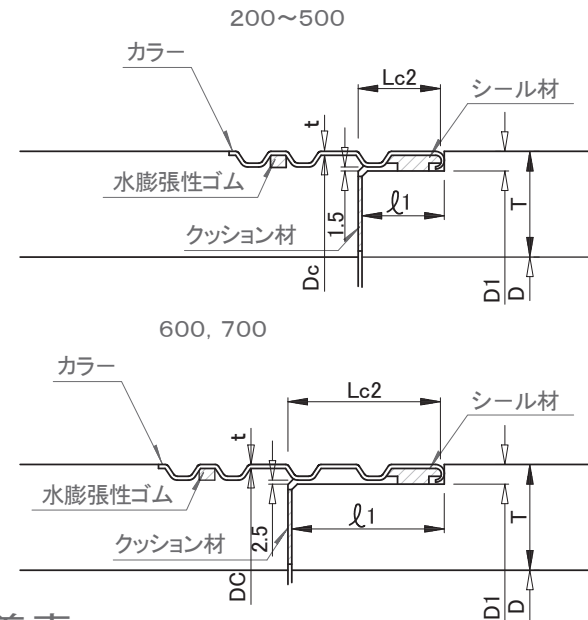 200～500
カラー
Lc2
シール材
t
水膨張性ゴム
ℓ1
T
クッション材
1.5
Dc
D1
D
600, 700
カラー
Lc2
シール材
t
水膨張性ゴム
ℓ1
T
クッション材
2.5
DC
D1
D